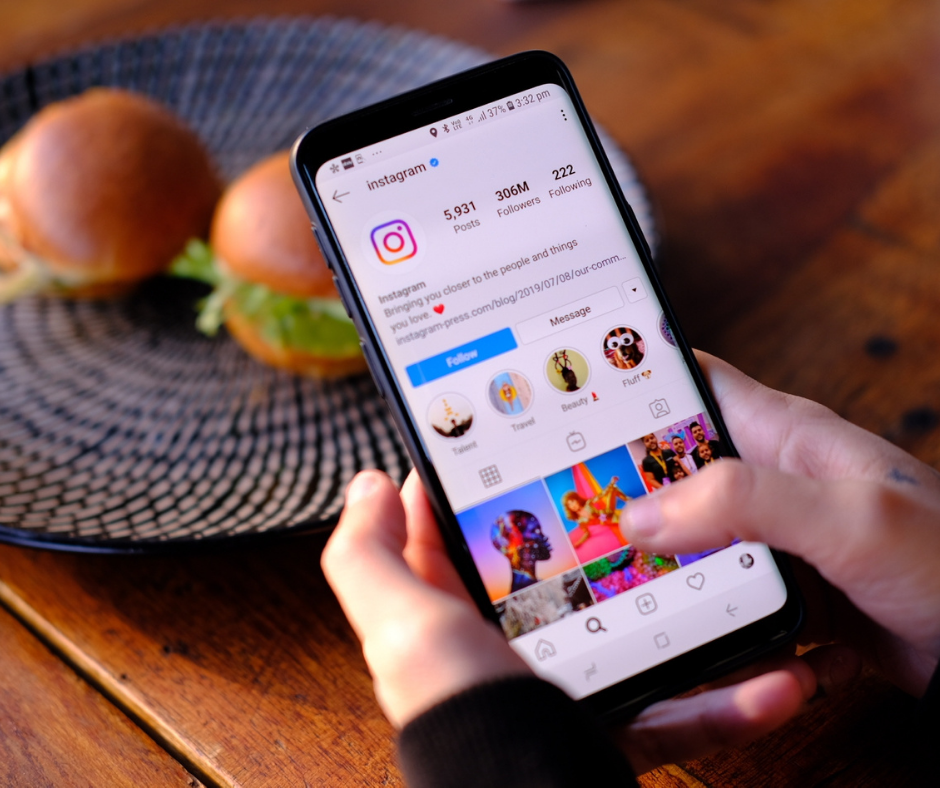 37% 3:32 pm
instagram
5,931 306M 222
Posts Followers Following
Instagram
Bringing you closer to the people and things
you love. ❤️
instagram-press.com/blog/2019/07/08/our-comm...
Follow Message
Talent Travel Beauty 💄 Fluff